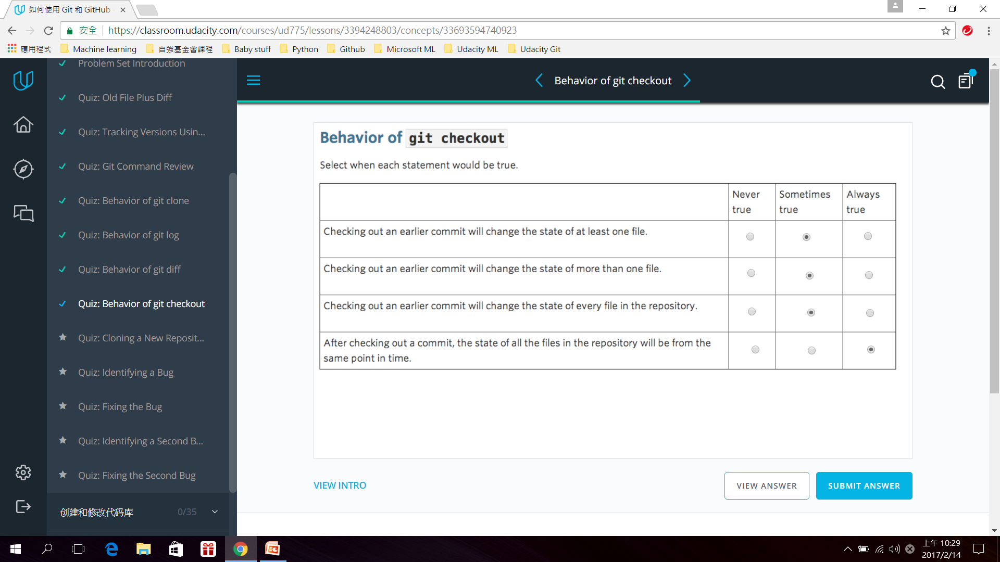 如何使用 Git 和 GitHub
安全 https://classroom.udacity.com/courses/ud775/lessons/3394248803/concepts/33693594740923
應用程式 Machine learning 自強基金會課程 Baby stuff Python Github Microsoft ML Udacity ML Udacity Git
Problem Set Introduction
Quiz: Old File Plus Diff
Quiz: Tracking Versions Usin...
Quiz: Git Command Review
Quiz: Behavior of git clone
Quiz: Behavior of git log
Quiz: Behavior of git diff
Quiz: Behavior of git checkout
Quiz: Cloning a New Reposit...
Quiz: Identifying a Bug
Quiz: Fixing the Bug
Quiz: Identifying a Second B...
Quiz: Fixing the Second Bug
创建和修改代码库 0/35
Behavior of git checkout
Behavior of git checkout
Select when each statement would be true.
Never true
Sometimes true
Always true
Checking out an earlier commit will change the state of at least one file.
Checking out an earlier commit will change the state of more than one file.
Checking out an earlier commit will change the state of every file in the repository.
After checking out a commit, the state of all the files in the repository will be from the
same point in time.
VIEW INTRO
VIEW ANSWER
SUBMIT ANSWER
上午 10:29
2017/2/14